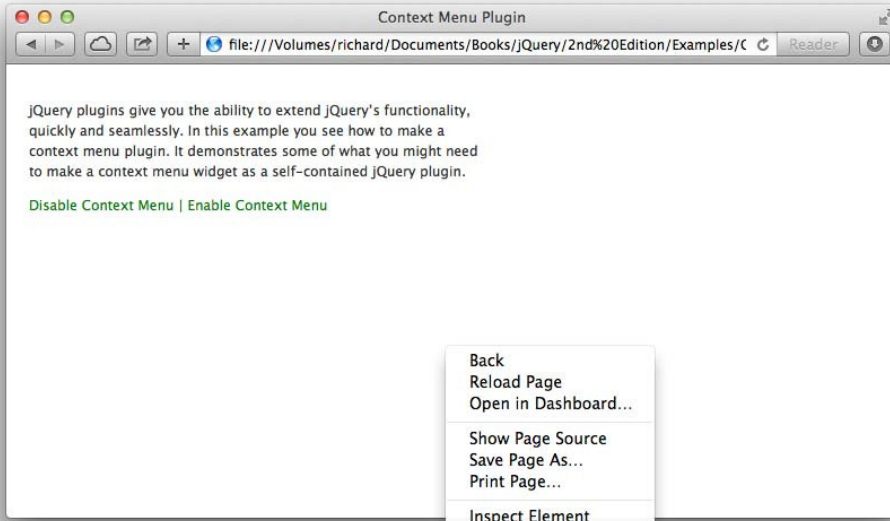 Context Menu Plugin
file:///Volumes/richard/Documents/Books/jQuery/2nd%20Edition/Examples/C
Reader
jQuery plugins give you the ability to extend jQuery's functionality,
quickly and seamlessly. In this example you see how to make a
context menu plugin. It demonstrates some of what you might need
to make a context menu widget as a self-contained jQuery plugin.
Disable Context Menu | Enable Context Menu
Back
Reload Page
Open in Dashboard...
Show Page Source
Save Page As...
Print Page...
Inspect Element